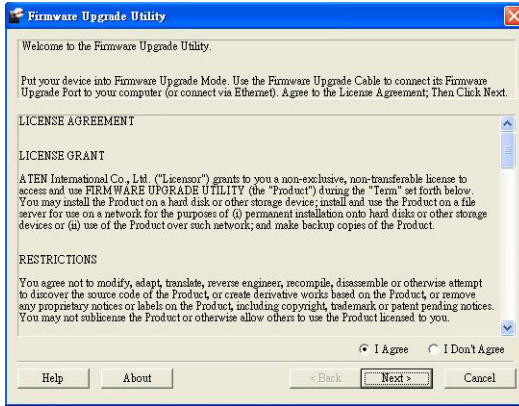 Firmware Upgrade Utility
Welcome to the Firmware Upgrade Utility.
Put your device into Firmware Upgrade Mode. Use the Firmware Upgrade Cable to connect its Firmware
Upgrade Port to your computer (or connect via Ethernet). Agree to the License Agreement; Then Click Next.
LICENSE AGREEMENT
LICENSE GRANT
ATEN International Co., Ltd. ("Licensor") grants to you a non-exclusive, non-transferable license to
access and use FIRMWARE UPGRADE UTILITY (the "Product") during the "Term" set forth below.
You may install the Product on a hard disk or other storage device; install and use the Product on a file
server for use on a network for the purposes of (i) permanent installation onto hard disks or other storage
devices or (ii) use of the Product over such network; and make backup copies of the Product.
RESTRICTIONS
You agree not to modify, adapt, translate, reverse engineer, recompile, disassemble or otherwise attempt
to discover the source code of the Product, or create derivative works based on the Product, or remove
any proprietary notices or labels on the Product, including copyright, trademark or patent pending notices.
You may not sublicense the Product or otherwise allow others to use the Product licensed to you.
I Agree I Don't Agree
Help About < Back Next > Cancel